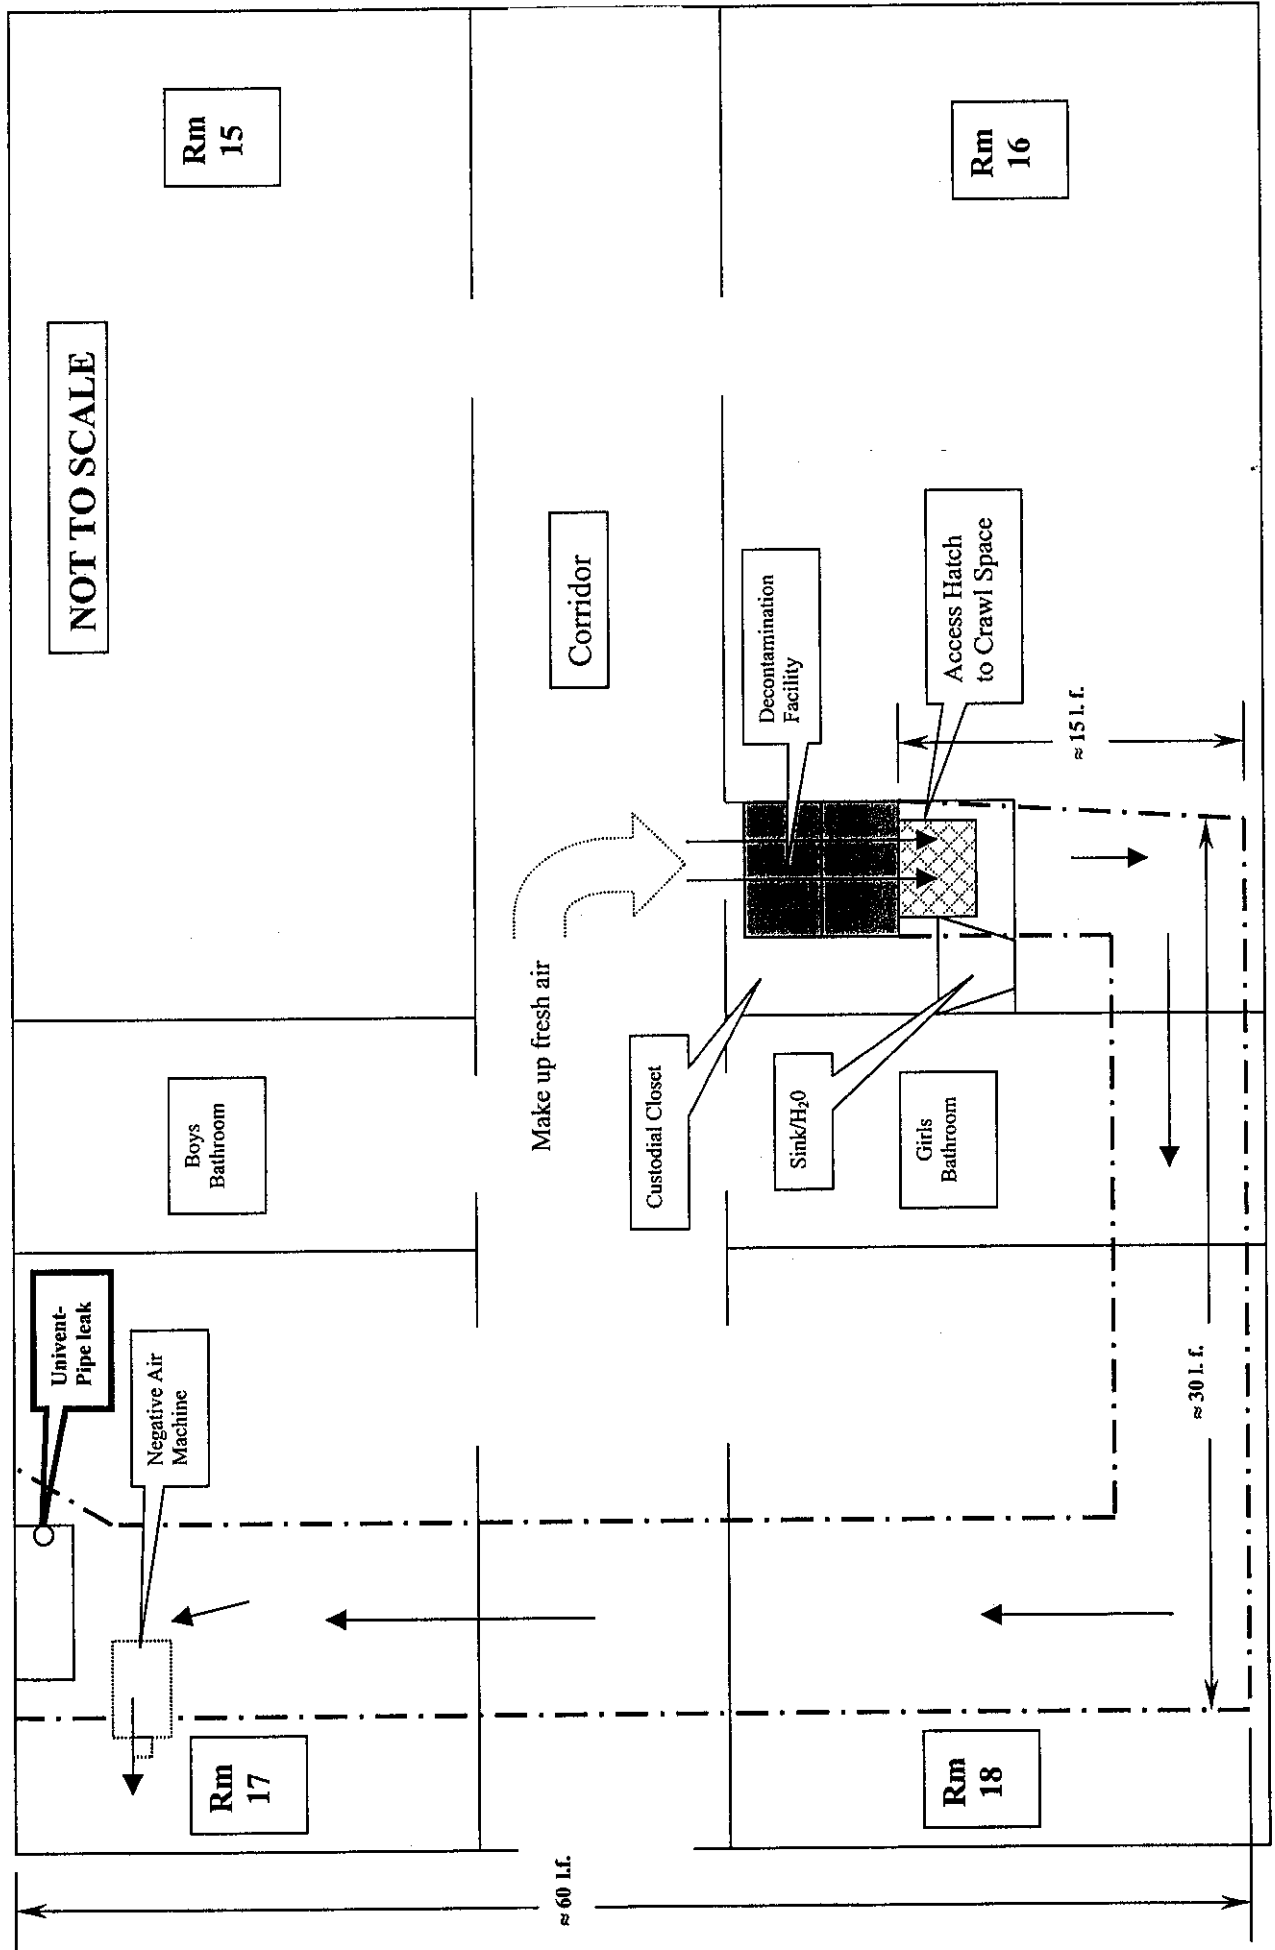 NOT TO SCALE
Rm
15
Rm
16
Corridor
Decontamination
Facility
Access Hatch
to Crawl Space
≈ 15 l.f.
Make up fresh air
Custodial Closet
Sink/H₂0
Boys
Bathroom
Girls
Bathroom
Univent-
Pipe leak
Negative Air
Machine
≈ 30 l. f.
Rm
17
Rm
18
≈ 60 l.f.